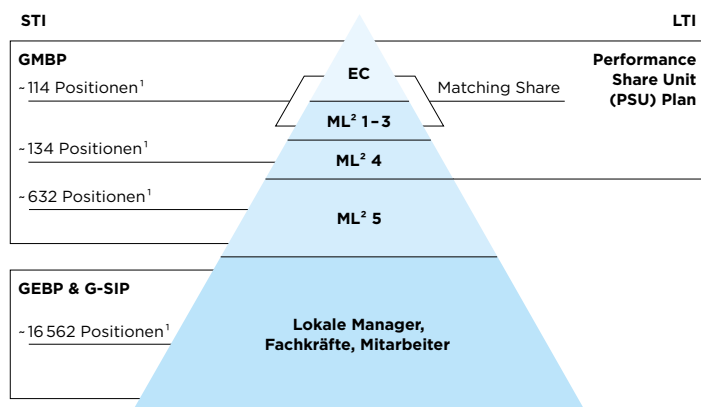 STI
LTI
GMBP
~114 Positionen¹
~134 Positionen¹
~632 Positionen¹
EC
ML² 1–3
ML² 4
ML² 5
Matching Share
Performance
Share Unit
(PSU) Plan
GEBP & G-SIP
~16 562 Positionen¹
Lokale Manager,
Fachkräfte, Mitarbeiter